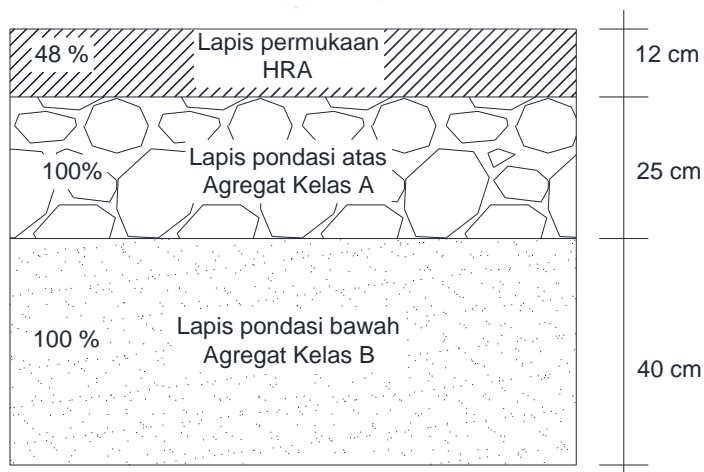 48 %
Lapis permukaan
HRA
12 cm
100%
Lapis pondasi atas
Agregat Kelas A
25 cm
100 %
Lapis pondasi bawah
Agregat Kelas B
40 cm